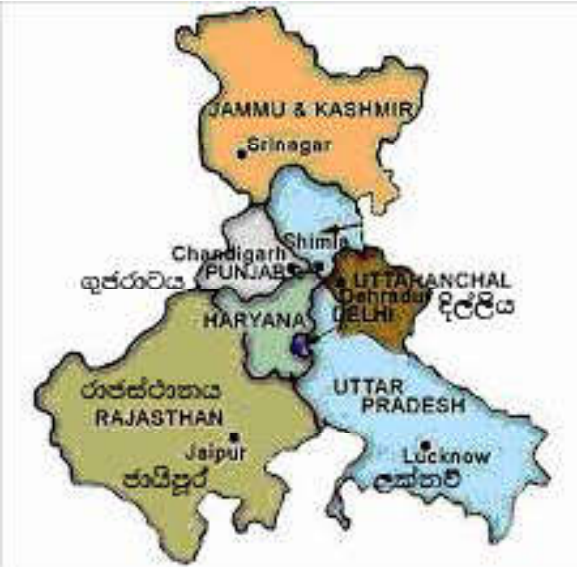 JAMMU & KASHMIR
Srinagar
Shimla
Chandigarh
PUNJAB
ගුජරාටය
UTTARANCHAL
Dehradun
DELHI
දිල්ලිය
HARYANA
රාජස්ථානය
RAJASTHAN
Jaipur
ජායිපූර්
UTTAR
PRADESH
Lucknow
ලක්නව්